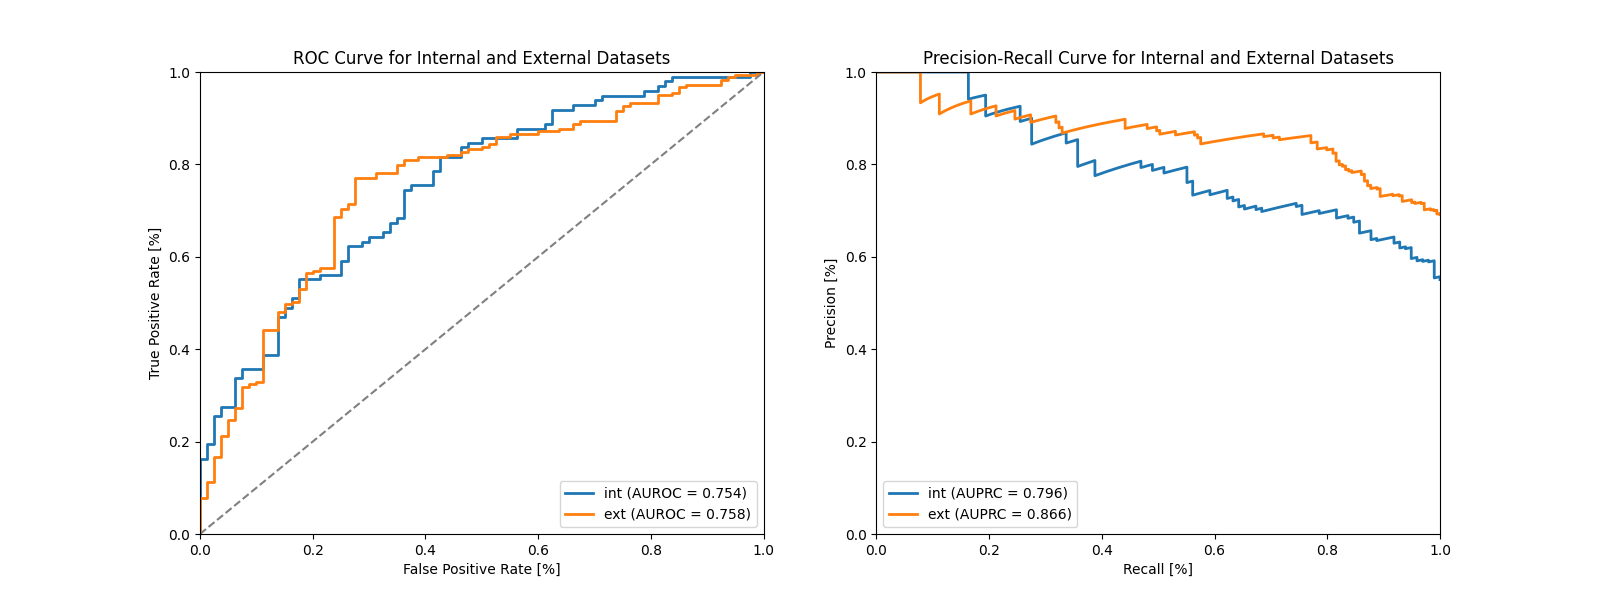 ROC Curve for Internal and External Datasets
True Positive Rate [%]
1.0
0.8
0.6
0.4
0.2
0.0
0.0 0.2 0.4 0.6 0.8 1.0
False Positive Rate [%]
int (AUROC = 0.754)
ext (AUROC = 0.758)
Precision-Recall Curve for Internal and External Datasets
Precision [%]
1.0
0.8
0.6
0.4
0.2
0.0
0.0 0.2 0.4 0.6 0.8 1.0
Recall [%]
int (AUPRC = 0.796)
ext (AUPRC = 0.866)